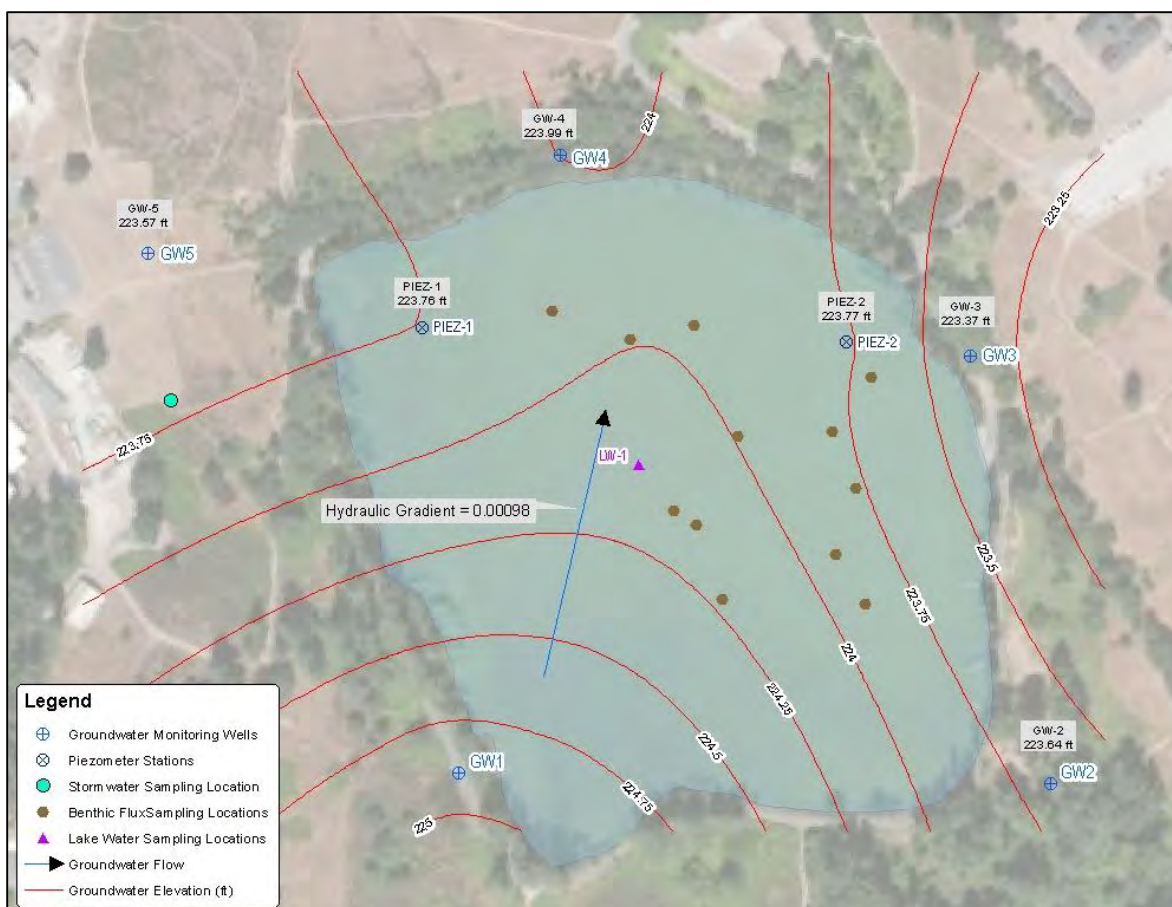 GW-4
223.99 ft
GW4
224
GW-5
223.57 ft
GW5
223.25
PIEZ-1
223.76 ft
PIEZ-1
PIEZ-2
223.77 ft
PIEZ-2
GW-3
223.37 ft
GW3
223.75
LW-1
Hydraulic Gradient = 0.00098
223.5
223.75
224
224.25
224.5
224.75
225
GW1
GW-2
223.64 ft
GW2
Legend
Groundwater Monitoring Wells
Piezometer Stations
Stormwater Sampling Location
Benthic FluxSampling Locations
Lake Water Sampling Locations
Groundwater Flow
Groundwater Elevation (ft)